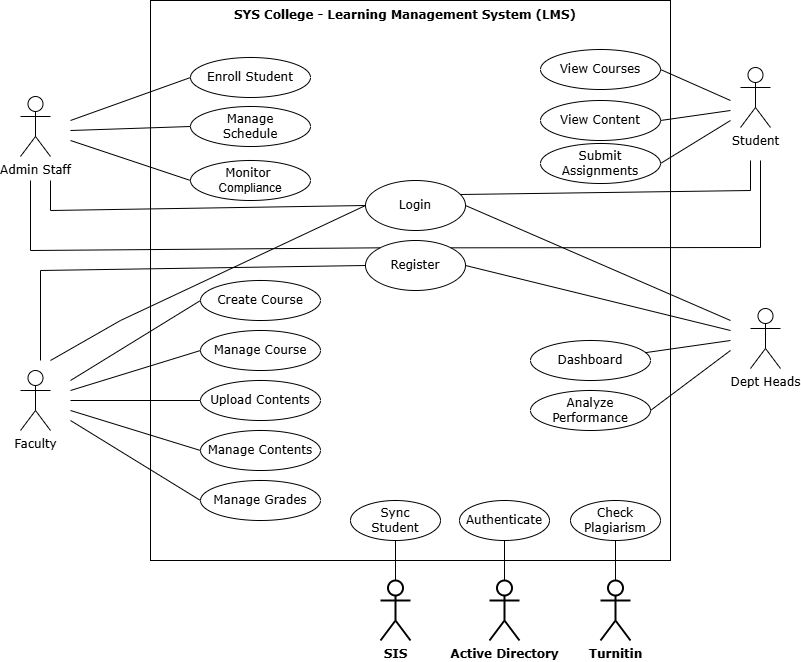 SYS College - Learning Management System (LMS)
Enroll Student
Manage
Schedule
Monitor
Compliance
View Courses
View Content
Submit
Assignments
Admin Staff
Student
Login
Register
Create Course
Manage Course
Upload Contents
Manage Contents
Manage Grades
Faculty
Dashboard
Analyze
Performance
Dept Heads
Sync
Student
Authenticate
Check
Plagiarism
SIS
Active Directory
Turnitin